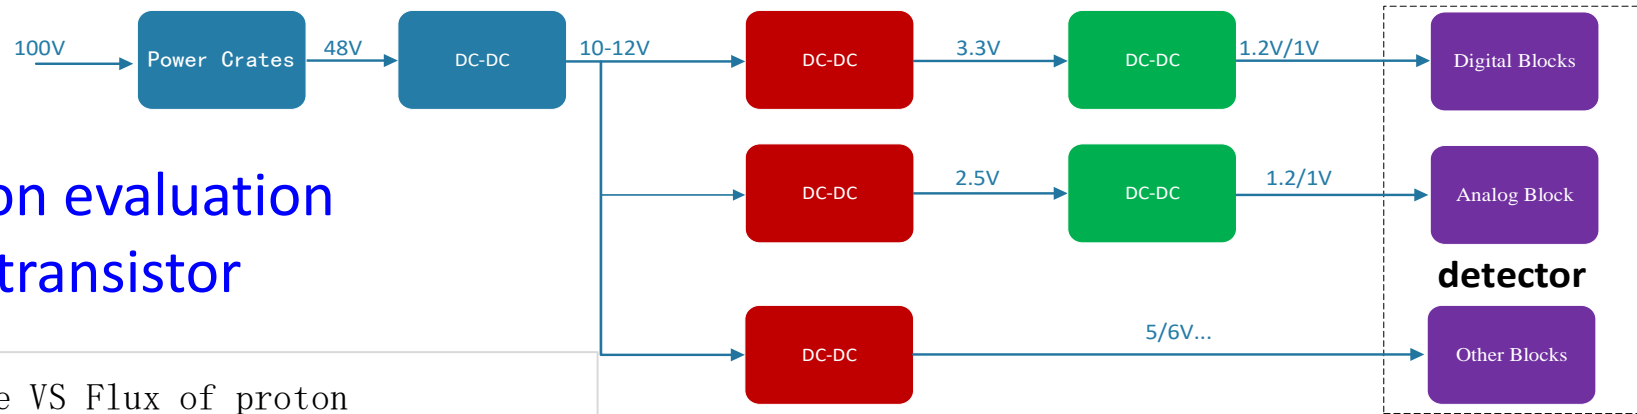 100V
Power Crates
48V
DC-DC
10-12V
DC-DC
3.3V
DC-DC
1.2V/1V
Digital Blocks
DC-DC
2.5V
DC-DC
1.2/1V
Analog Block
on evaluation
transistor
detector
DC-DC
5/6V...
Other Blocks
VS Flux of proton